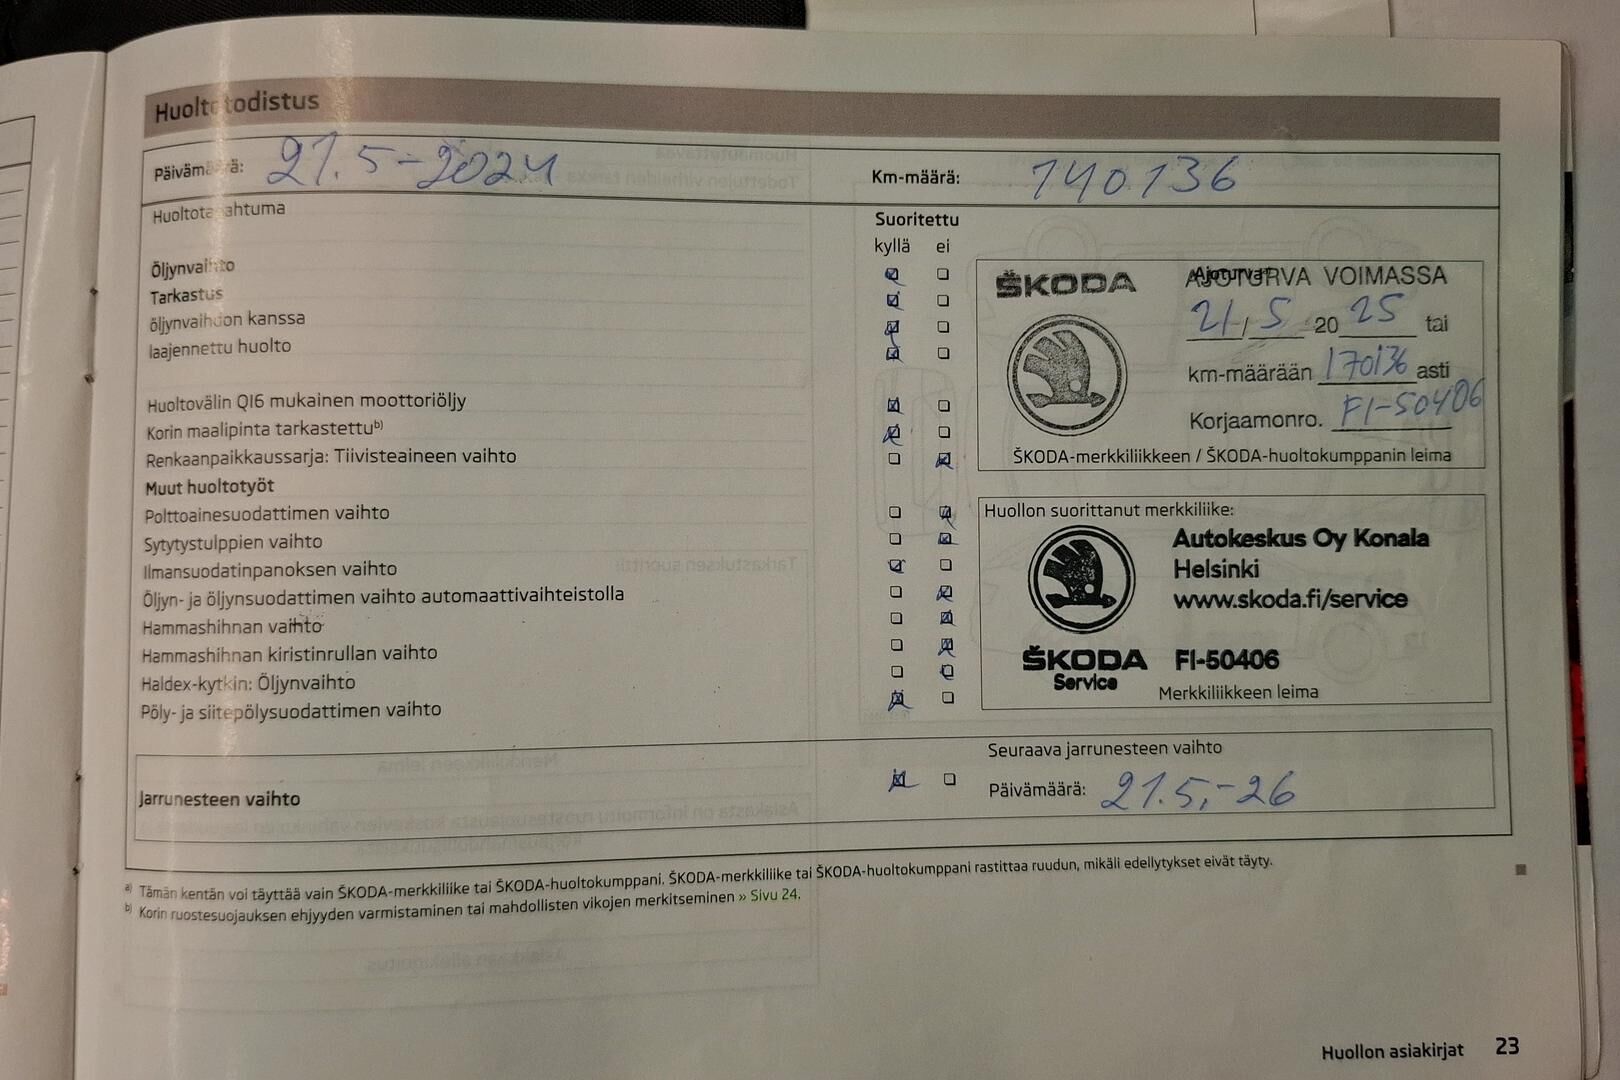 Huoltotodistus
Päivämäärä: 21.5-2024
Km-määrä: 140136
Huoltotapahtuma
Suoritettu
kyllä ei
Öljynvaihto
Tarkastus
öljynvaihdon kanssa
laajennettu huolto
Huoltovälin QI6 mukainen moottoriöljy
Korin maalipinta tarkastettu b)
Renkaanpaikkaussarja: Tiivisteaineen vaihto
Muut huoltotyöt
Polttoainesuodattimen vaihto
Sytytystulppien vaihto
Ilmansuodatinpanoksen vaihto
Öljyn- ja öljynsuodattimen vaihto automaattivaihteistolla
Hammashihnan vaihto
Hammashihnan kiristinrullan vaihto
Haldex-kytkin: Öljynvaihto
Pöly- ja siitepölysuodattimen vaihto
ŠKODA
Ajoturva
AJOTURVA VOIMASSA
21/5 20 25 tai
km-määrään 170136 asti
Korjaamonro. FI-50406
ŠKODA-merkkiliikkeen / ŠKODA-huoltokumppanin leima
Huollon suorittanut merkkiliike:
Autokeskus Oy Konala
Helsinki
www.skoda.fi/service
ŠKODA FI-50406
Service
Merkkiliikkeen leima
Jarrunesteen vaihto
Seuraava jarrunesteen vaihto
Päivämäärä: 21.5,-26
a) Tämän kentän voi täyttää vain ŠKODA-merkkiliike tai ŠKODA-huoltokumppani. ŠKODA-merkkiliike tai ŠKODA-huoltokumppani rastittaa ruudun, mikäli edellytykset eivät täyty.
b) Korin ruostesuojauksen ehjyyden varmistaminen tai mahdollisten vikojen merkitseminen » Sivu 24.
Huollon asiakirjat 23